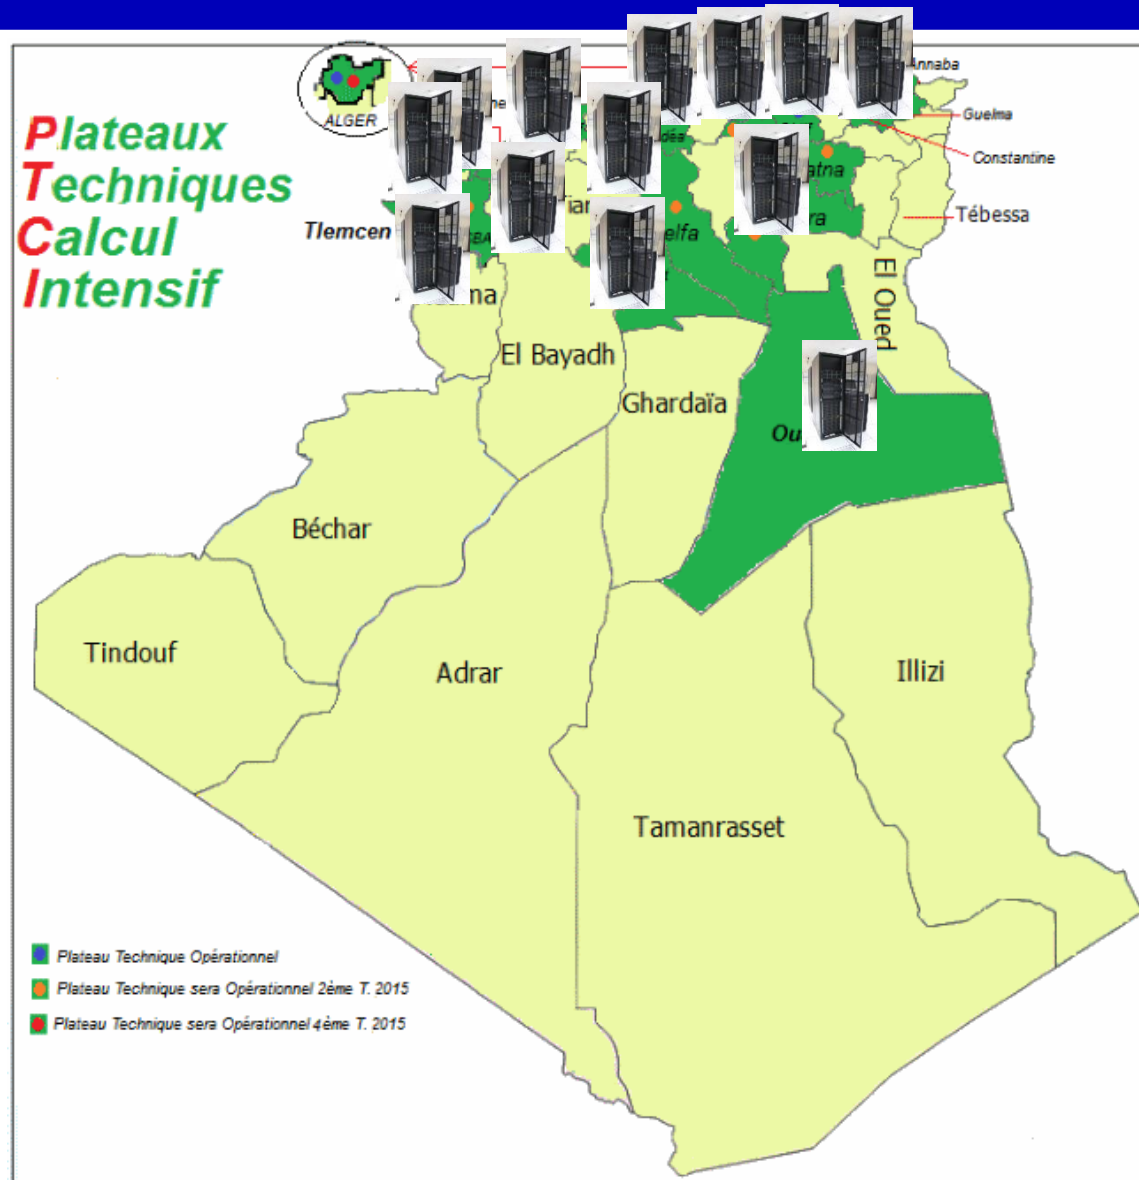 Plateaux
Techniques
Calcul
Intensif
ALGER
Annaba
Guelma
Constantine
Tébessa
Tlemcen
El Oued
El Bayadh
Ghardaïa
Béchar
Tindouf
Adrar
Illizi
Tamanrasset
Plateau Technique Opérationnel
Plateau Technique sera Opérationnel 2ème T. 2015
Plateau Technique sera Opérationnel 4ème T. 2015